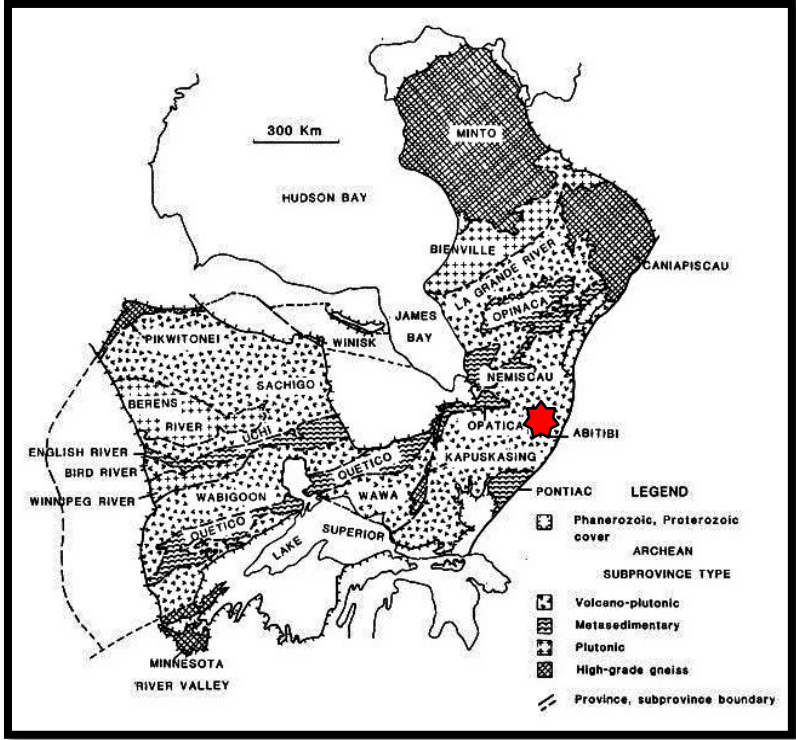 300 Km
MINTO
HUDSON BAY
BIENVILLE
LA GRANDE RIVER
CANIAPISCAU
OPINACA
JAMES
BAY
WINISK
PIKWITONEI
SACHIGO
NEMISCAU
BERENS
RIVER
UCHI
OPATICA
ABITIBI
ENGLISH RIVER
BIRD RIVER
QUETICO
KAPUSKASING
WINNIPEG RIVER
WABIGOON
WAWA
PONTIAC
QUETICO
LAKE SUPERIOR
MINNESOTA
RIVER VALLEY
LEGEND
Phanerozoic, Proterozoic
cover
ARCHEAN
SUBPROVINCE TYPE
Volcano-plutonic
Metasedimentary
Plutonic
High-grade gneiss
Province, subprovince boundary